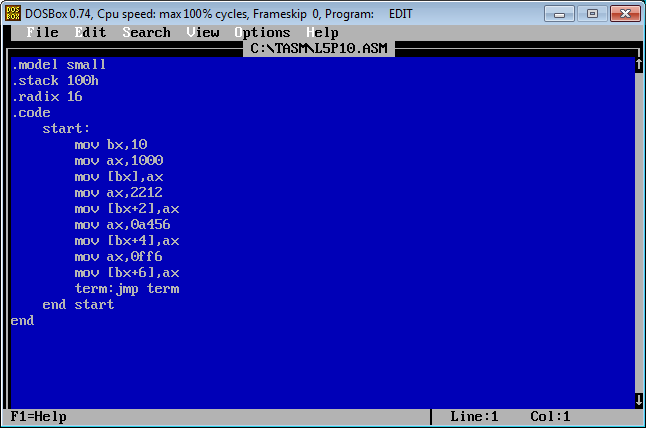 DOSBox 0.74, Cpu speed: max 100% cycles, Frameskip 0, Program: EDIT
File Edit Search View Options Help
C:\TASM\L5P10.ASM
.model small
.stack 100h
.radix 16
.code
start:
mov bx,10
mov ax,1000
mov [bx],ax
mov ax,2212
mov [bx+2],ax
mov ax,0a456
mov [bx+4],ax
mov ax,0ff6
mov [bx+6],ax
term:jmp term
end start
end
F1=Help Line:1 Col:1